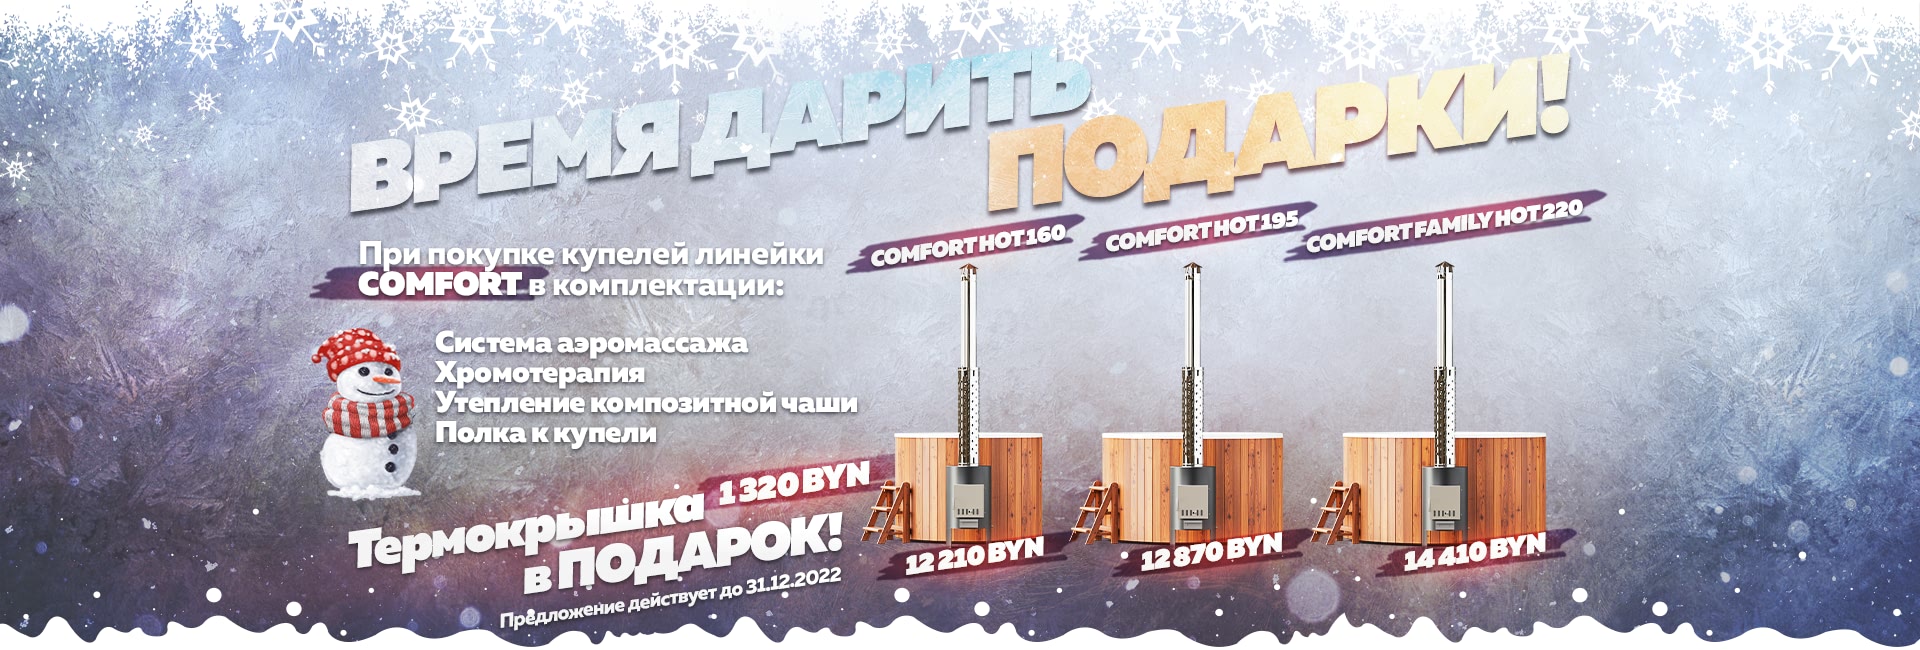 ВРЕМЯ ДАРИТЬ
ПОДАРКИ!
При покупке купелей линейки
COMFORT в комплектации:
Система аэромассажа
Хромотерапия
Утепление композитной чаши
Полка к купели
Термокрышка 1 320 BYN
в ПОДАРОК!
Предложение действует до 31.12.2022
COMFORT HOT 160
12 210 BYN
COMFORT HOT 195
12 870 BYN
COMFORT FAMILY HOT 220
14 410 BYN